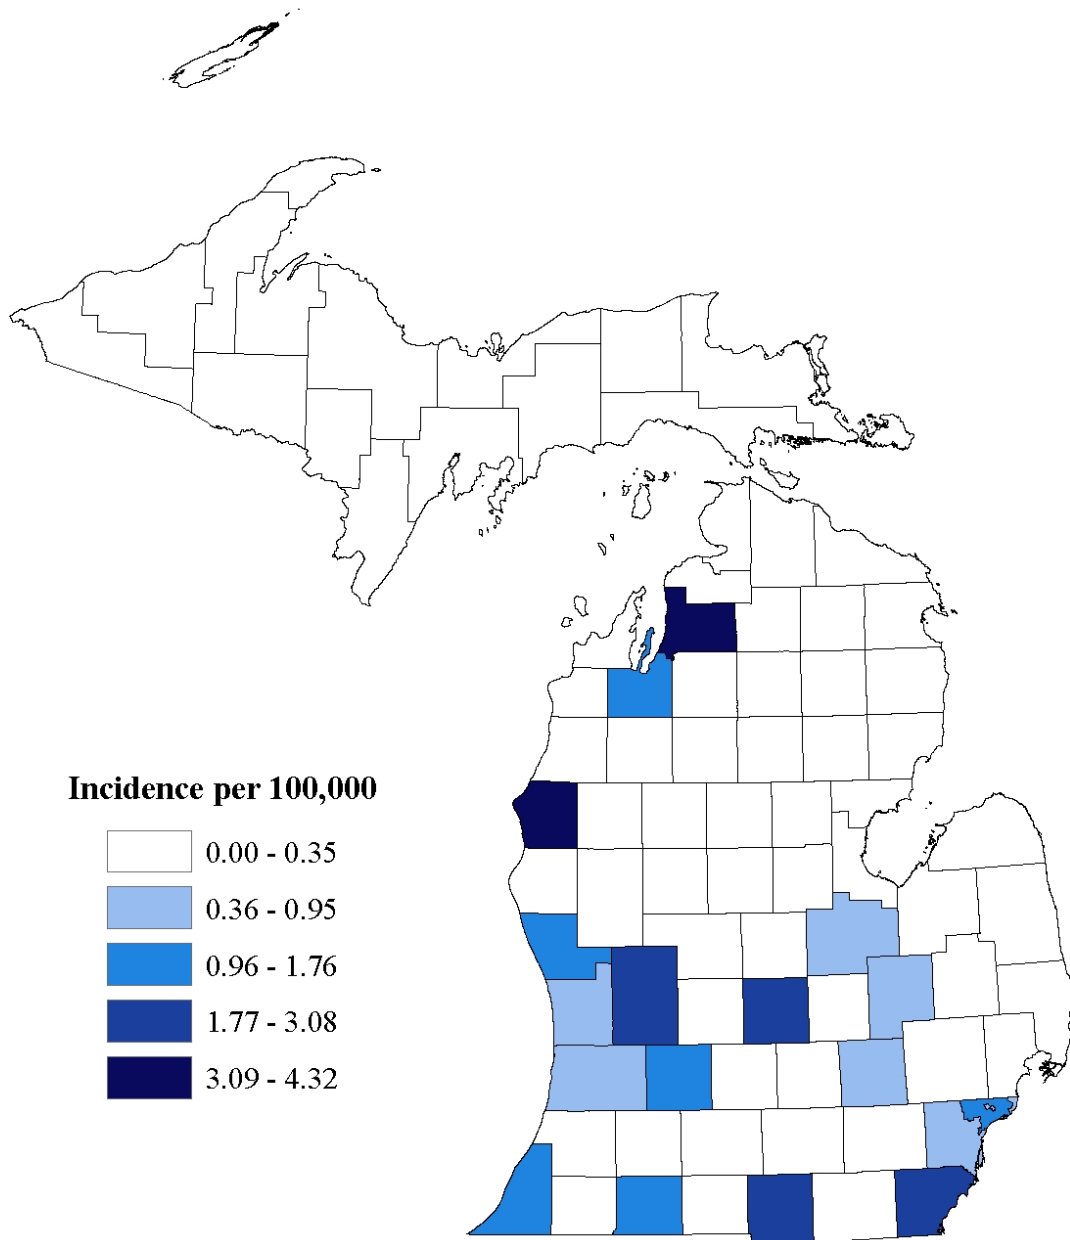 Incidence per 100,000
0.00 - 0.35
0.36 - 0.95
0.96 - 1.76
1.77 - 3.08
3.09 - 4.32